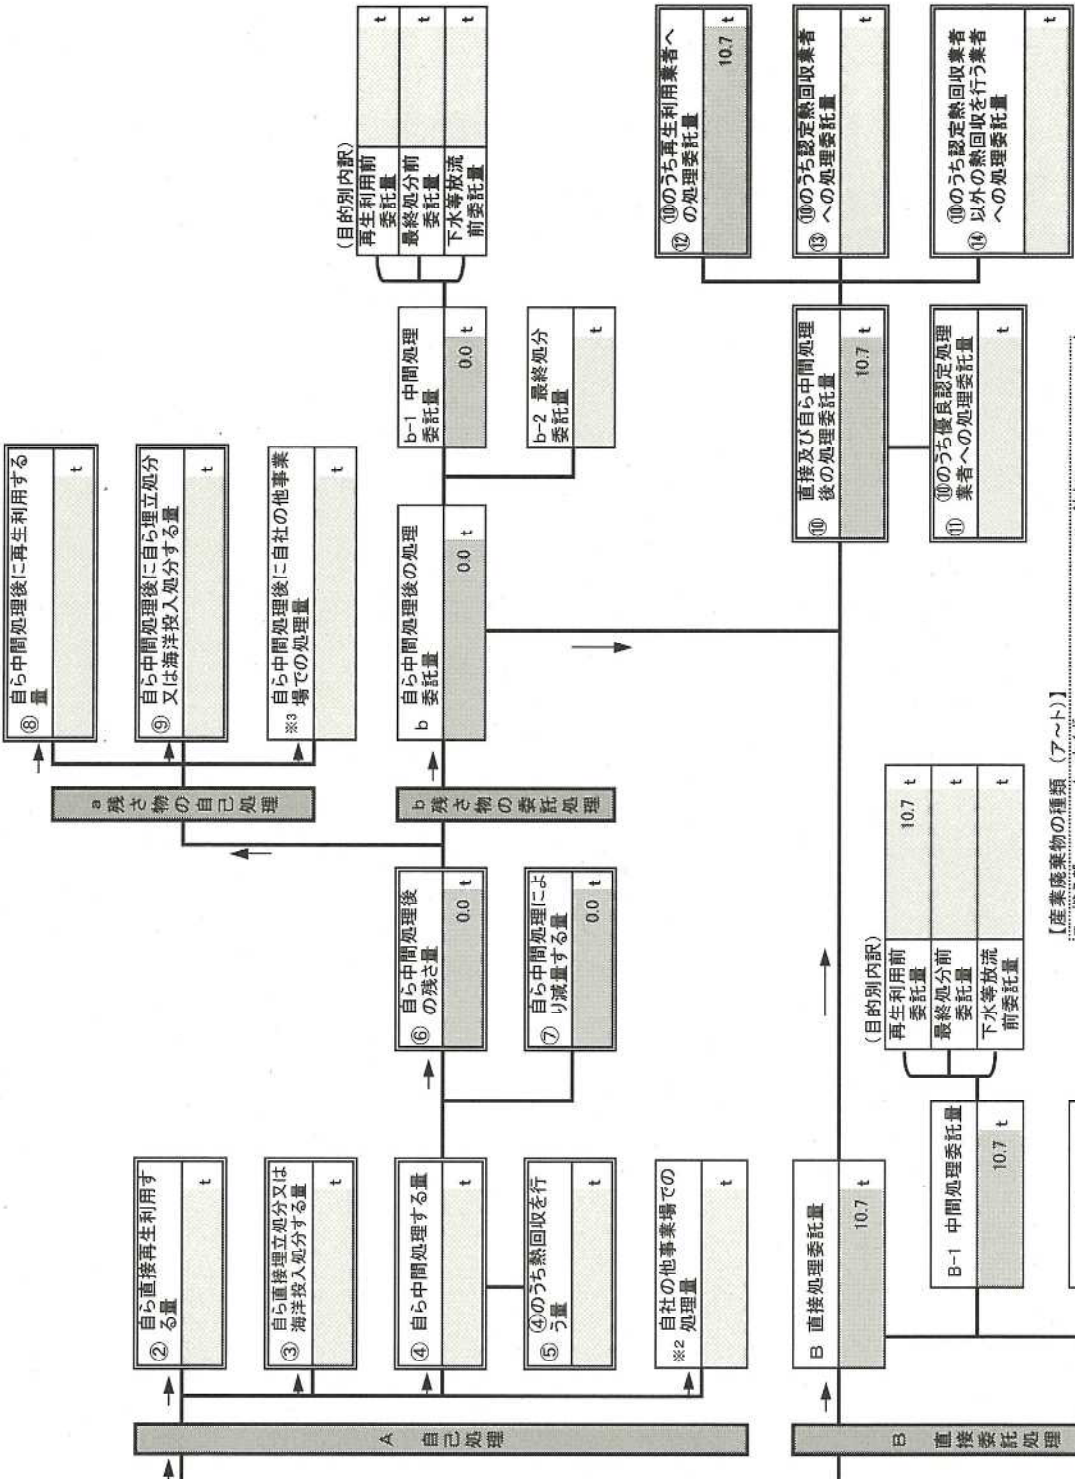 A 自己処理
② 自ら直接再生利用す
る量
t
③ 自ら直接埋立処分又は
海洋投入処分する量
t
④ 自ら中間処理する量
t
⑤ ④のうち熱回収を行
う量
t
※2 自社の他事業場での
処理量
t
⑥ 自ら中間処理後
の残さ量
0.0 t
⑦ 自ら中間処理によ
り減量する量
0.0 t
a 残さ物の自己処理
⑧ 自ら中間処理後に再生利用する
量
t
⑨ 自ら中間処理後に自ら埋立処分
又は海洋投入処分する量
t
※3 自ら中間処理後に自社の他事業
場での処理量
t
b 残さ物の委託処理
b 自ら中間処理後の処理
委託量
0.0 t
b-1 中間処理
委託量
0.0 t
b-2 最終処分
委託量
t
(目的別内訳)
再生利用前
委託量
t
最終処分前
委託量
t
下水等放流
前委託量
t
B 直接委託処理
B 直接処理委託量
10.7 t
B-1 中間処理委託量
10.7 t
(目的別内訳)
再生利用前
委託量
10.7 t
最終処分前
委託量
t
下水等放流
前委託量
t
⑩ 直接及び自ら中間処理
後の処理委託量
10.7 t
⑪ ⑩のうち優良認定処理
業者への処理委託量
t
⑫ ⑩のうち再生利用業者へ
の処理委託量
10.7 t
⑬ ⑩のうち認定熱回収業者
への処理委託量
t
⑭ ⑩のうち認定熱回収業者
以外の熱回収を行う業者
への処理委託量
t
【産業廃棄物の種類(ア~ト)】